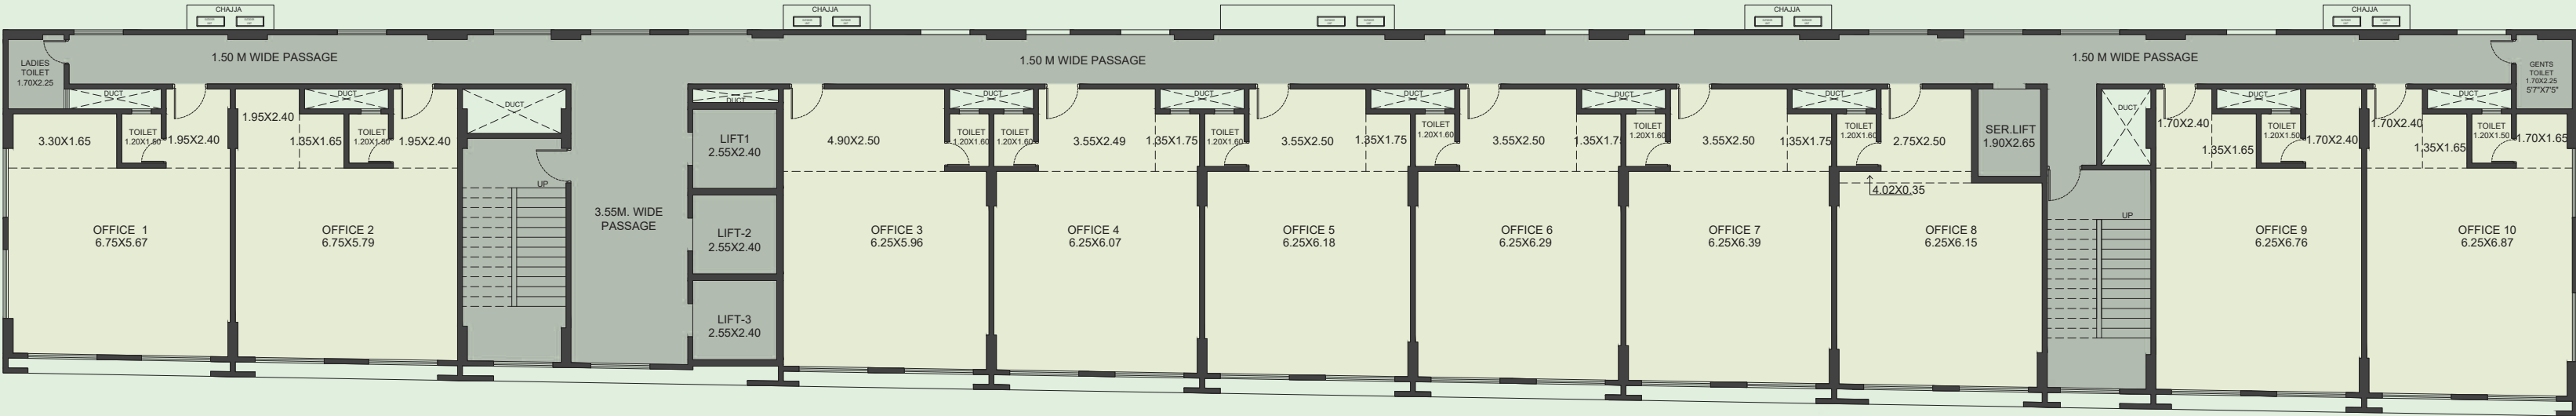 CHAJJA
CHAJJA
CHAJJA
CHAJJA
1.50 M WIDE PASSAGE
1.50 M WIDE PASSAGE
1.50 M WIDE PASSAGE
LADIES
TOILET
1.70X2.25
GENTS
TOILET
1.70X2.25
5'7"X7'5"
DUCT
DUCT
DUCT
DUCT
DUCT
DUCT
DUCT
DUCT
DUCT
DUCT
DUCT
DUCT
3.30X1.65
TOILET
1.20X1.50
1.95X2.40
1.95X2.40
1.35X1.65
TOILET
1.20X1.50
1.95X2.40
UP
3.55M. WIDE
PASSAGE
LIFT1
2.55X2.40
LIFT-2
2.55X2.40
LIFT-3
2.55X2.40
4.90X2.50
TOILET
1.20X1.60
TOILET
1.20X1.60
3.55X2.49
1.35X1.75
TOILET
1.20X1.60
3.55X2.50
1.35X1.75
TOILET
1.20X1.60
3.55X2.50
1.35X1.75
TOILET
1.20X1.60
3.55X2.50
1.35X1.75
TOILET
1.20X1.60
2.75X2.50
4.02X0.35
SER.LIFT
1.90X2.65
UP
1.70X2.40
1.35X1.65
TOILET
1.20X1.50
1.70X2.40
1.70X2.40
1.35X1.65
TOILET
1.20X1.50
1.70X1.65
OFFICE 1
6.75X5.67
OFFICE 2
6.75X5.79
OFFICE 3
6.25X5.96
OFFICE 4
6.25X6.07
OFFICE 5
6.25X6.18
OFFICE 6
6.25X6.29
OFFICE 7
6.25X6.39
OFFICE 8
6.25X6.15
OFFICE 9
6.25X6.76
OFFICE 10
6.25X6.87